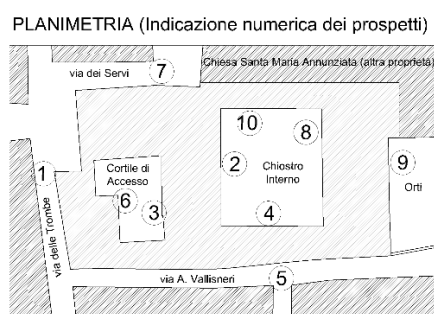 PLANIMETRIA (Indicazione numerica dei prospetti)
Chiesa Santa Maria Annunziata (altra proprietà)
via dei Servi
7
10
8
1
Cortile di
Accesso
2
Chiostro
Interno
9
6
3
4
Orti
via delle Trombe
via A. Vallisneri
5